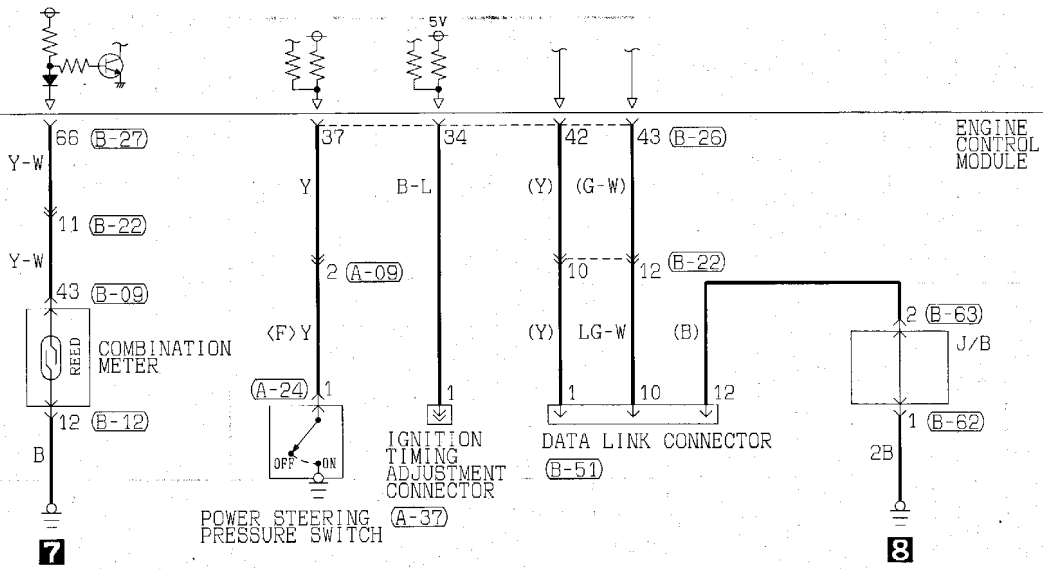 5V
66 (B-27)
37
34
42
43 (B-26)
ENGINE
CONTROL
MODULE
Y-W
Y
B-L
(Y)
(G-W)
11 (B-22)
Y-W
2 (A-09)
10
12
(B-22)
43 (B-09)
<F>Y
(Y)
LG-W
(B)
2 (B-63)
J/B
REED
COMBINATION
METER
(A-24) 1
1
1
10
12
12 (B-12)
1 (B-62)
B
OFF
ON
IGNITION
TIMING
ADJUSTMENT
CONNECTOR
(A-37)
DATA LINK CONNECTOR
(B-51)
2B
POWER STEERING
PRESSURE SWITCH
7
8